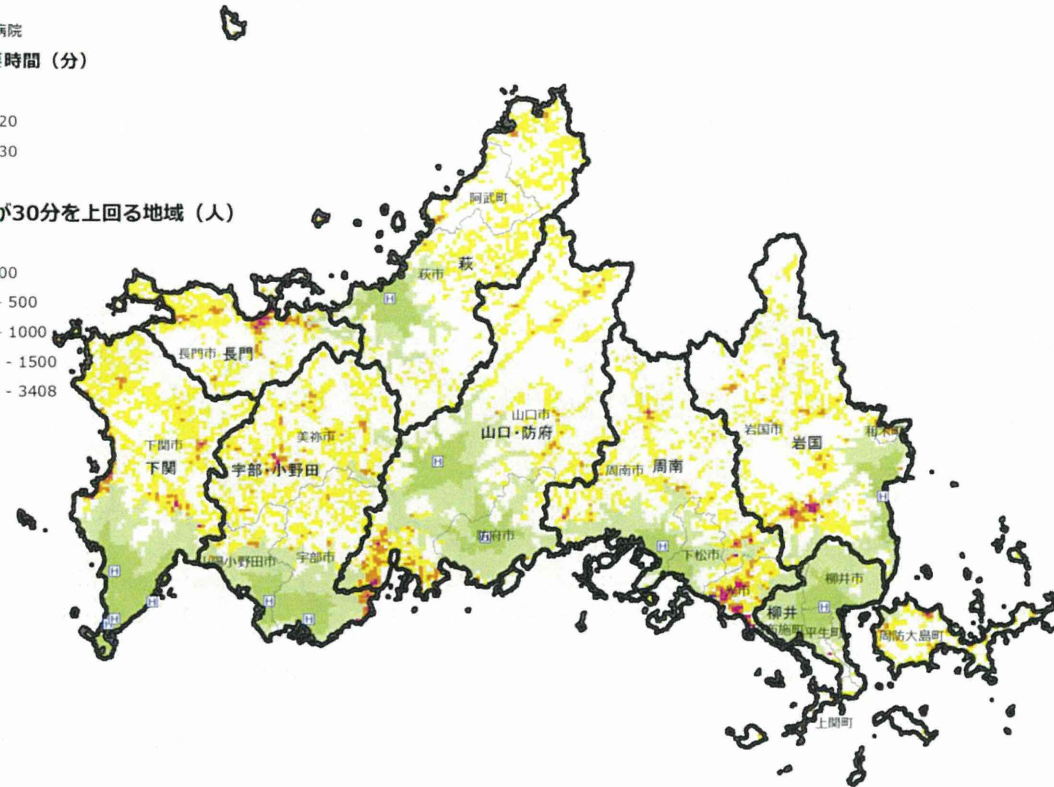 病院
時間（分）
20
30
が30分を上回る地域（人）
00
- 500
- 1000
- 1500
- 3408
阿武町
萩市
萩
長門市
長門
山口市
山口・防府
美祢市
下関市
下関
宇部・小野田
岩国市
岩国
和木町
周南市
周南
防府市
小野田市
宇部市
下松市
柳井市
柳井
平生町
周防大島町
上関町
H
H
H
H
H
H
H
H
H
H
H